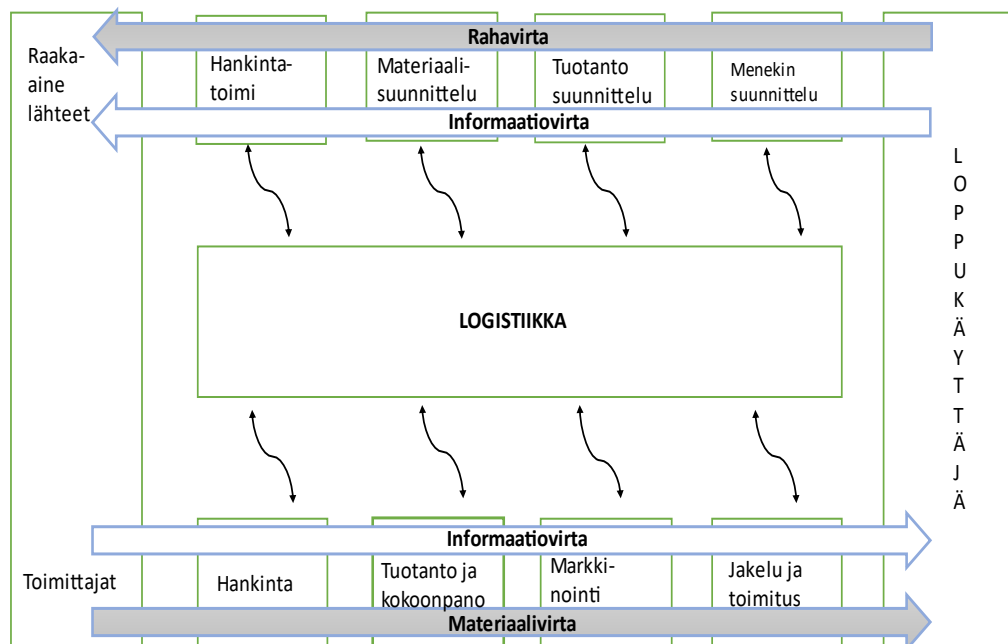 Rahavirta
Raaka-
aine
lähteet
Hankinta-
toimi
Materiaali-
suunnittelu
Tuotanto
suunnittelu
Menekin
suunnittelu
Informaatiovirta
LOGISTIIKKA
L
O
P
P
U
K
Ä
Y
T
T
Ä
J
Ä
Informaatiovirta
Toimittajat
Hankinta
Tuotanto ja
kokoonpano
Markki-
nointi
Jakelu ja
toimitus
Materiaalivirta